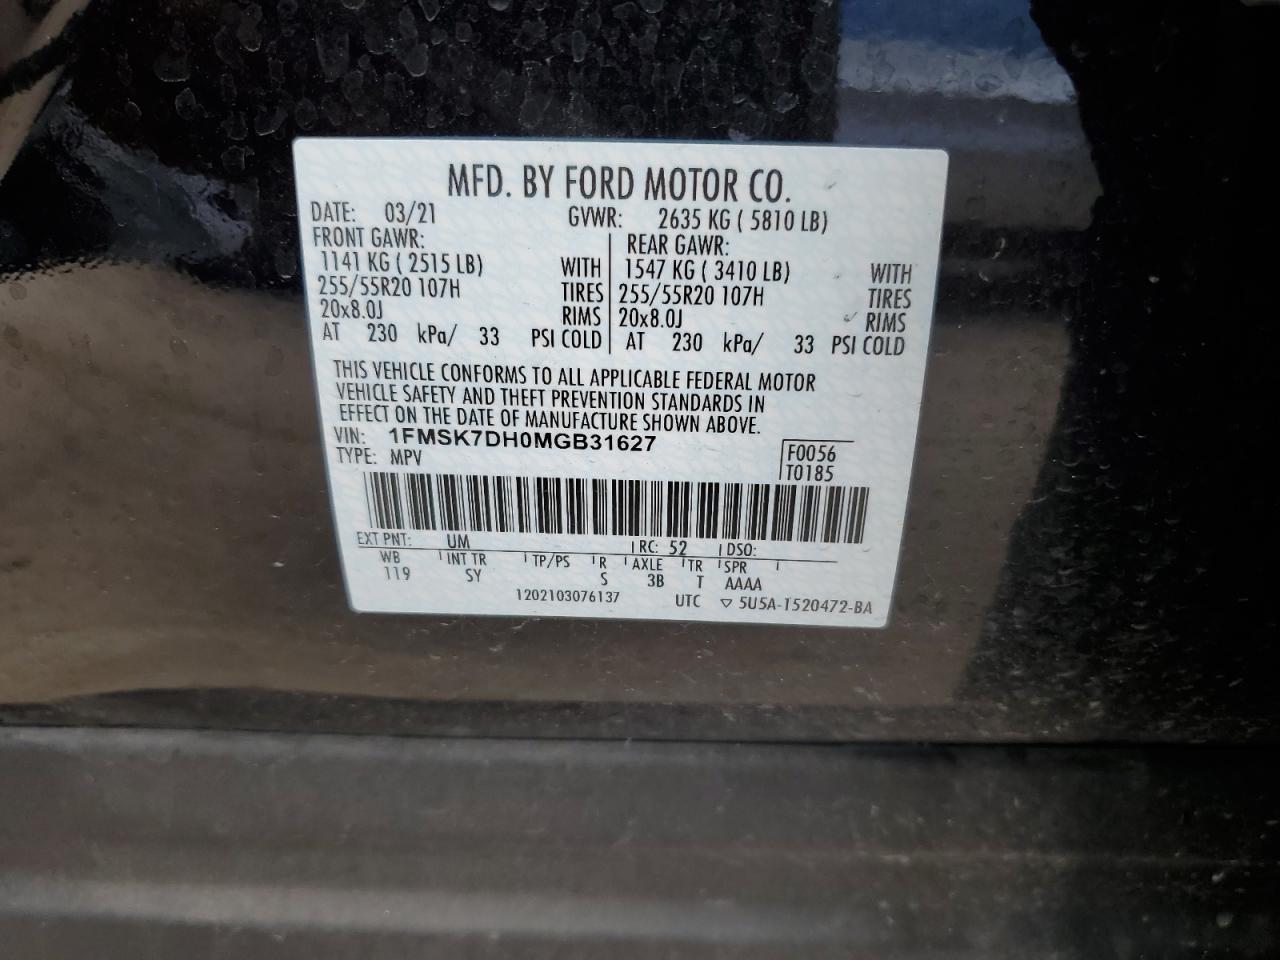 MFD. BY FORD MOTOR CO.
DATE: 03/21 GVWR: 2635 KG ( 5810 LB)
FRONT GAWR: REAR GAWR:
1141 KG ( 2515 LB) WITH 1547 KG ( 3410 LB) WITH
255/55R20 107H TIRES 255/55R20 107H TIRES
20x8.0J RIMS 20x8.0J RIMS
AT 230 kPa/ 33 PSI COLD AT 230 kPa/ 33 PSI COLD
THIS VEHICLE CONFORMS TO ALL APPLICABLE FEDERAL MOTOR
VEHICLE SAFETY AND THEFT PREVENTION STANDARDS IN
EFFECT ON THE DATE OF MANUFACTURE SHOWN ABOVE.
VIN: 1FMSK7DH0MGB31627
TYPE: MPV
F0056
T0185
EXT PNT: UM RC: 52 DSO:
WB INT TR TP/PS R AXLE TR SPR
119 SY S 3B T AAAA
1202103076137 UTC ▽ 5U5A-1520472-BA